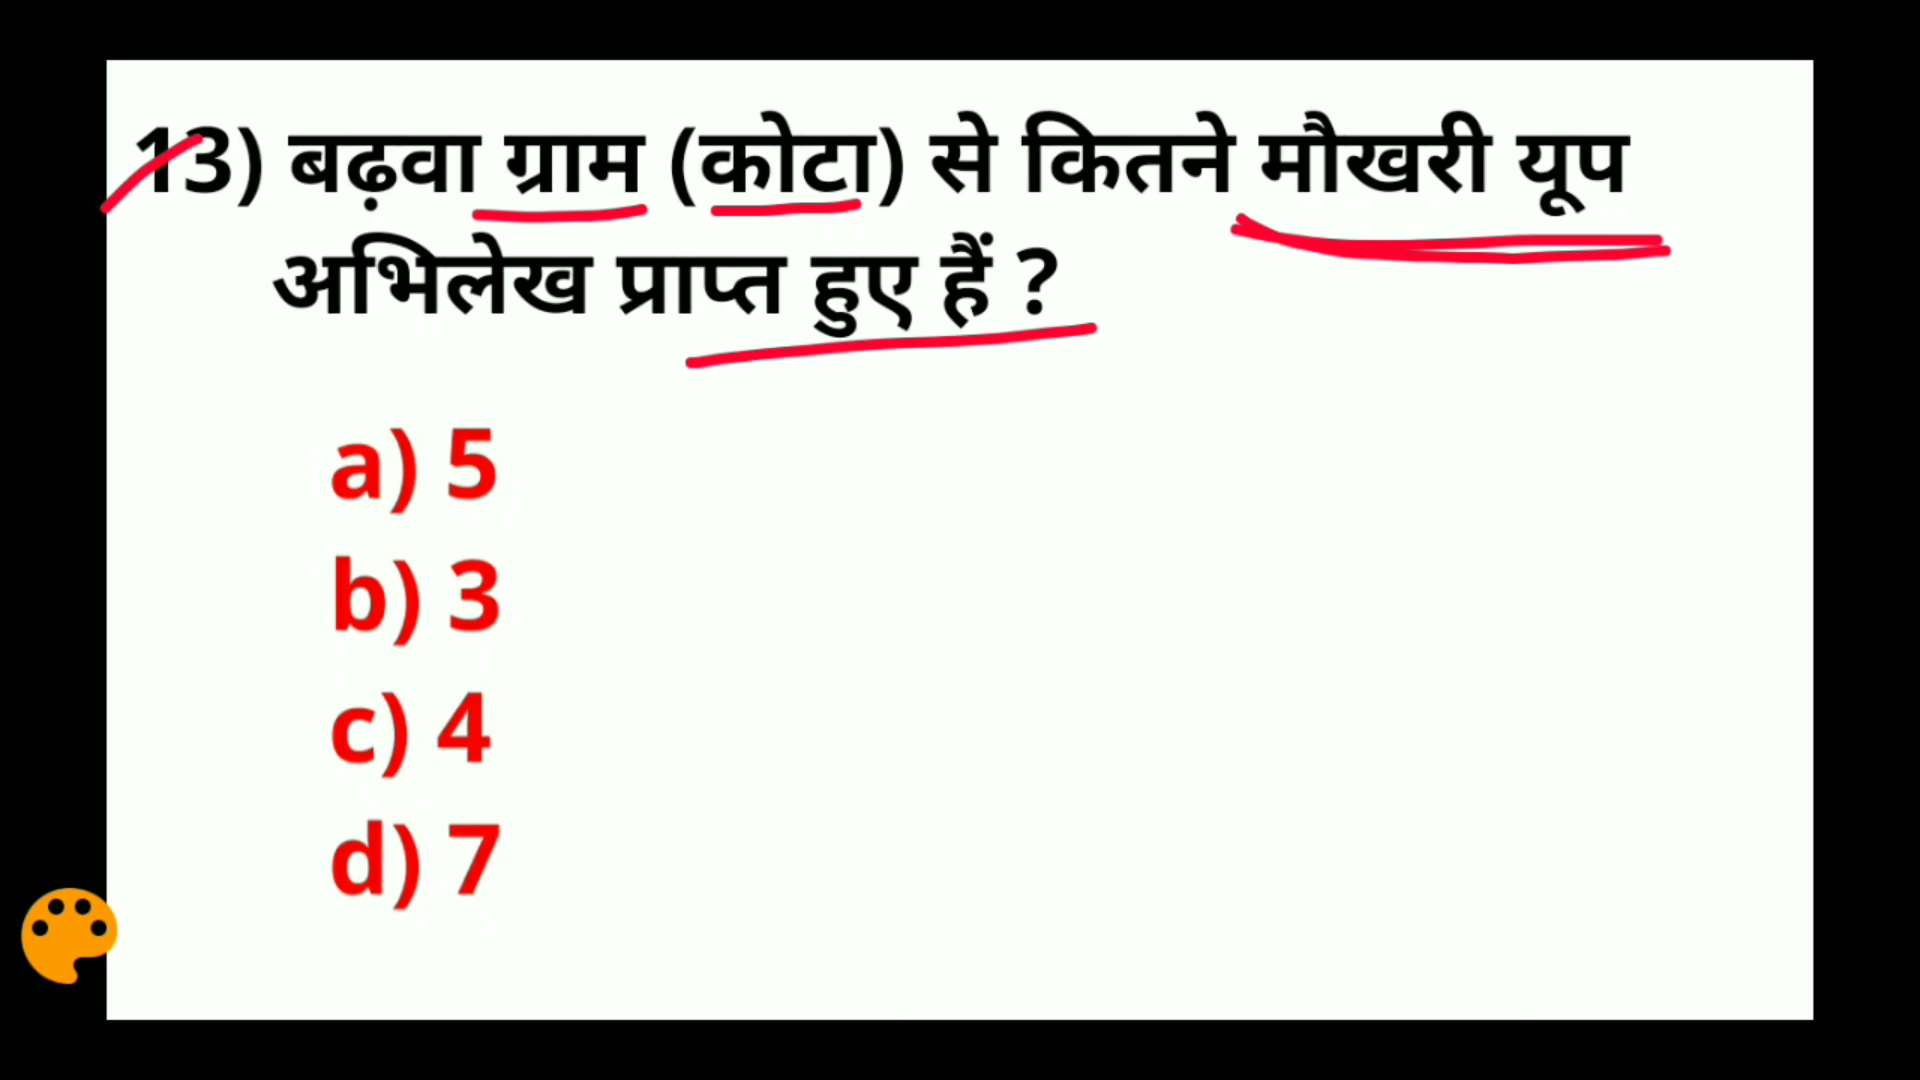 13) बढ़वा ग्राम (कोटा) से कितने मौखरी यूप
अभिलेख प्राप्त हुए हैं ?
a) 5
b) 3
c) 4
d) 7